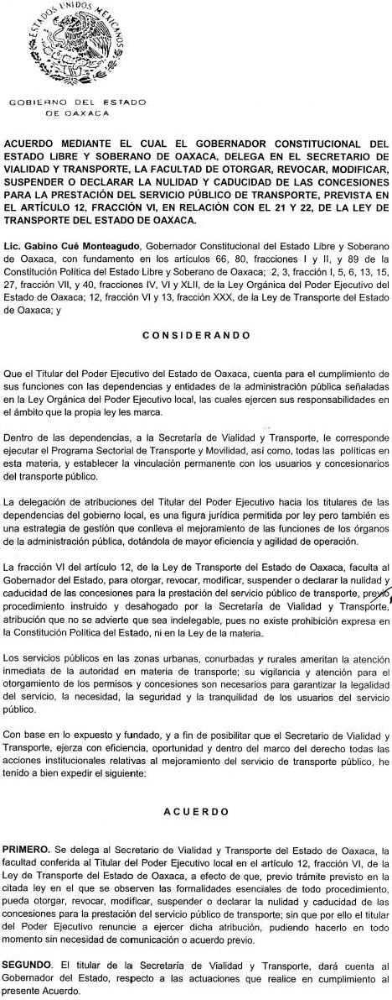 ESTADOS UNIDOS MEXICANOS
GOBIERNO DEL ESTADO
DE OAXACA
ACUERDO MEDIANTE EL CUAL EL GOBERNADOR CONSTITUCIONAL DEL
ESTADO LIBRE Y SOBERANO DE OAXACA, DELEGA EN EL SECRETARIO DE
VIALIDAD Y TRANSPORTE, LA FACULTAD DE OTORGAR, REVOCAR, MODIFICAR,
SUSPENDER O DECLARAR LA NULIDAD Y CADUCIDAD DE LAS CONCESIONES
PARA LA PRESTACIÓN DEL SERVICIO PÚBLICO DE TRANSPORTE, PREVISTA EN
EL ARTÍCULO 12, FRACCIÓN VI, EN RELACIÓN CON EL 21 Y 22, DE LA LEY DE
TRANSPORTE DEL ESTADO DE OAXACA.
Lic. Gabino Cué Monteagudo, Gobernador Constitucional del Estado Libre y Soberano
de Oaxaca, con fundamento en los artículos 66, 80, fracciones I y II, y 89 de la
Constitución Política del Estado Libre y Soberano de Oaxaca; 2, 3, fracción I, 5, 6, 13, 15,
27, fracción VII, y 40, fracciones IV, VI y XLII, de la Ley Orgánica del Poder Ejecutivo del
Estado de Oaxaca; 12, fracción VI y 13, fracción XXX, de la Ley de Transporte del Estado
de Oaxaca; y
CONSIDERANDO
Que el Titular del Poder Ejecutivo del Estado de Oaxaca, cuenta para el cumplimiento de
sus funciones con las dependencias y entidades de la administración pública señaladas
en la Ley Orgánica del Poder Ejecutivo local, las cuales ejercen sus responsabilidades en
el ámbito que la propia ley les marca.
Dentro de las dependencias, a la Secretaría de Vialidad y Transporte, le corresponde
ejecutar el Programa Sectorial de Transporte y Movilidad, así como, todas las políticas en
esta materia, y establecer la vinculación permanente con los usuarios y concesionarios
del transporte público.
La delegación de atribuciones del Titular del Poder Ejecutivo hacia los titulares de las
dependencias del gobierno local, es una figura jurídica permitida por ley pero también es
una estrategia de gestión que conlleva el mejoramiento de las funciones de los órganos
de la administración pública, dotándola de mayor eficiencia y agilidad de operación.
La fracción VI del artículo 12, de la Ley de Transporte del Estado de Oaxaca, faculta al
Gobernador del Estado, para otorgar, revocar, modificar, suspender o declarar la nulidad y
caducidad de las concesiones para la prestación del servicio público de transporte, previo
procedimiento instruido y desahogado por la Secretaría de Vialidad y Transporte,
atribución que no se advierte que sea indelegable, pues no existe prohibición expresa en
la Constitución Política del Estado, ni en la Ley de la materia.
Los servicios públicos en las zonas urbanas, conurbadas y rurales ameritan la atención
inmediata de la autoridad en materia de transporte; su vigilancia y atención para el
otorgamiento de los permisos y concesiones son necesarios para garantizar la legalidad
del servicio, la necesidad, la seguridad y la tranquilidad de los usuarios del servicio
público.
Con base en lo expuesto y fundado, y a fin de posibilitar que el Secretario de Vialidad y
Transporte, ejerza con eficiencia, oportunidad y dentro del marco del derecho todas las
acciones institucionales relativas al mejoramiento del servicio de transporte público, he
tenido a bien expedir el siguiente:
ACUERDO
PRIMERO. Se delega al Secretario de Vialidad y Transporte del Estado de Oaxaca, la
facultad conferida al Titular del Poder Ejecutivo local en el artículo 12, fracción VI, de la
Ley de Transporte del Estado de Oaxaca, a efecto de que, previo trámite previsto en la
citada ley en el que se observen las formalidades esenciales de todo procedimiento,
pueda otorgar, revocar, modificar, suspender o declarar la nulidad y caducidad de las
concesiones para la prestación del servicio público de transporte; sin que por ello el titular
del Poder Ejecutivo renuncie a ejercer dicha atribución, pudiendo hacerlo en todo
momento sin necesidad de comunicación o acuerdo previo.
SEGUNDO. El titular de la Secretaría de Vialidad y Transporte, dará cuenta al
Gobernador del Estado, respecto a las actuaciones que realice en cumplimiento al
presente Acuerdo.